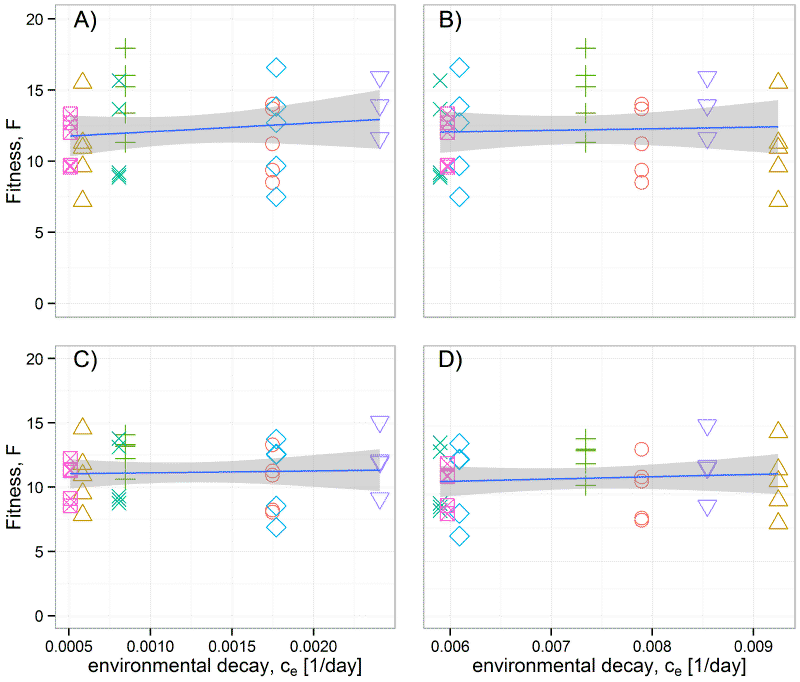 A)
B)
20
15
10
5
0
Fitness, F
C)
D)
20
15
10
5
0
Fitness, F
0.0005 0.0010 0.0015 0.0020
0.006 0.007 0.008 0.009
environmental decay, ce [1/day]
environmental decay, ce [1/day]